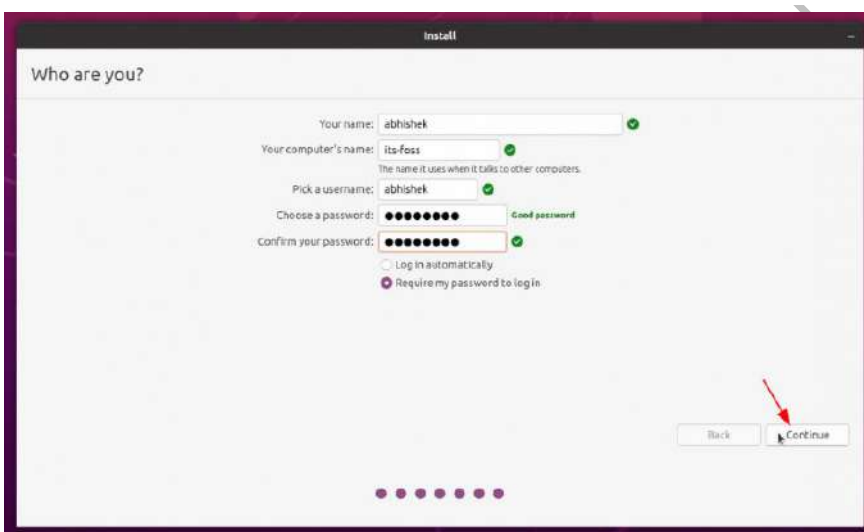 Install
Who are you?
Your name: abhishek
Your computer's name: its-foss
The name it uses when it talks to other computers.
Pick a username: abhishek
Choose a password: ●●●●●●●● Good password
Confirm your password: ●●●●●●●●
Log in automatically
Require my password to log in
Back Continue